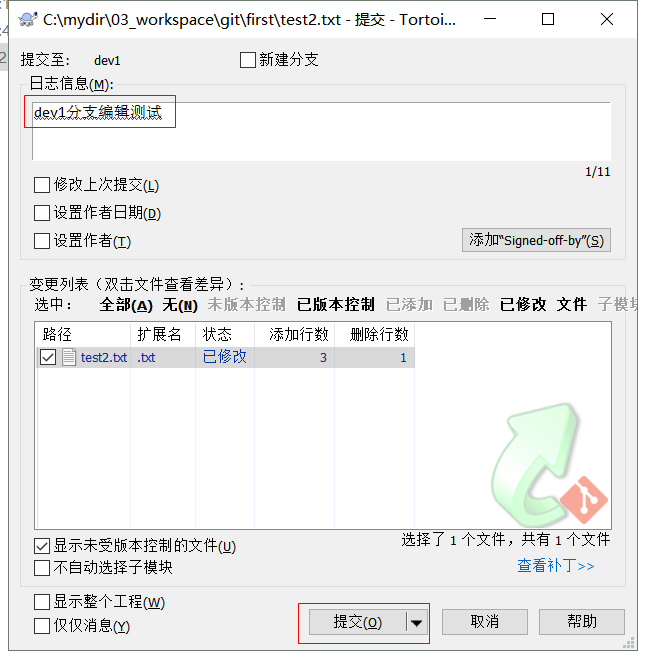 C:\mydir\03_workspace\git\first\test2.txt - 提交 - Tortoi...
提交至: dev1 新建分支
日志信息(M):
dev1分支编辑测试
1/11
修改上次提交(L)
设置作者日期(D)
设置作者(T) 添加“Signed-off-by”(S)
变更列表（双击文件查看差异）:
选中: 全部(A) 无(N) 未版本控制 已版本控制 已添加 已删除 已修改 文件 子模块
路径 扩展名 状态 添加行数 删除行数
test2.txt .txt 已修改 3 1
显示未受版本控制的文件(U) 选择了 1 个文件，共有 1 个文件
不自动选择子模块 查看补丁>>
显示整个工程(W)
仅仅消息(Y) 提交(O) 取消 帮助